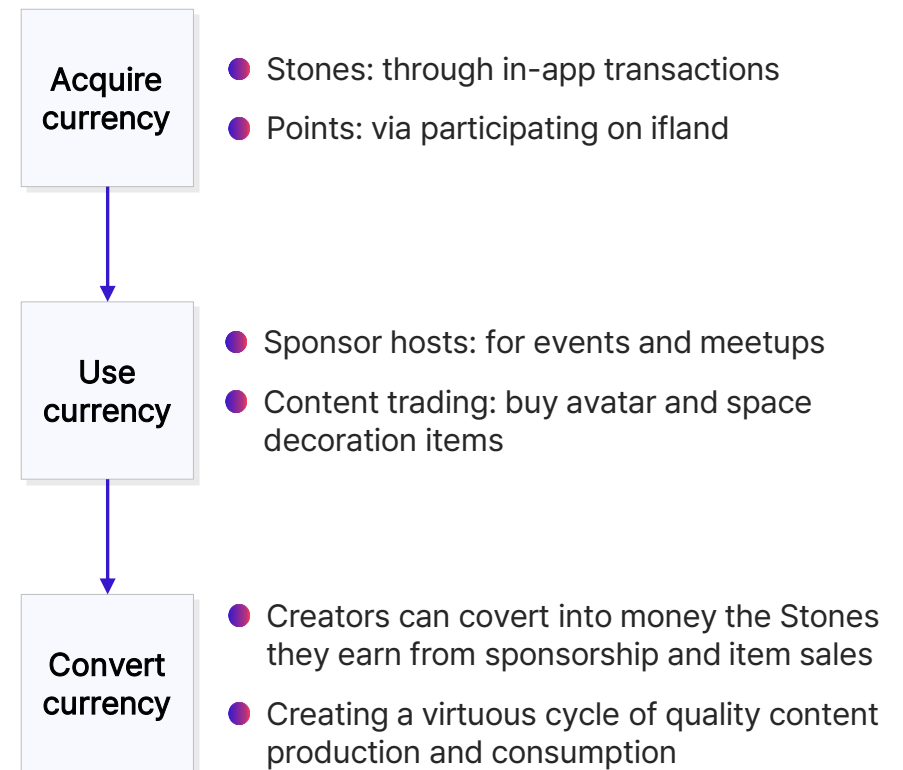 Acquire
currency
Stones: through in-app transactions
Points: via participating on ifland
Use
currency
Sponsor hosts: for events and meetups
Content trading: buy avatar and space
decoration items
Convert
currency
Creators can covert into money the Stones
they earn from sponsorship and item sales
Creating a virtuous cycle of quality content
production and consumption